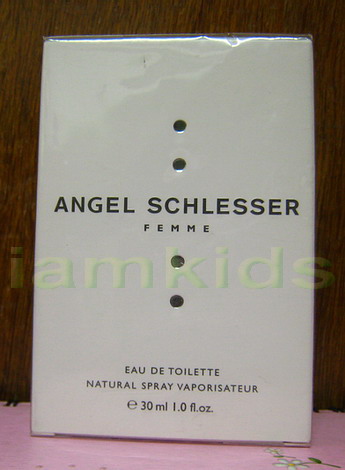 ANGEL SCHLESSER
FEMME
iamkids
EAU DE TOILETTE
NATURAL SPRAY VAPORISATEUR
℮ 30 ml 1.0 fl.oz.